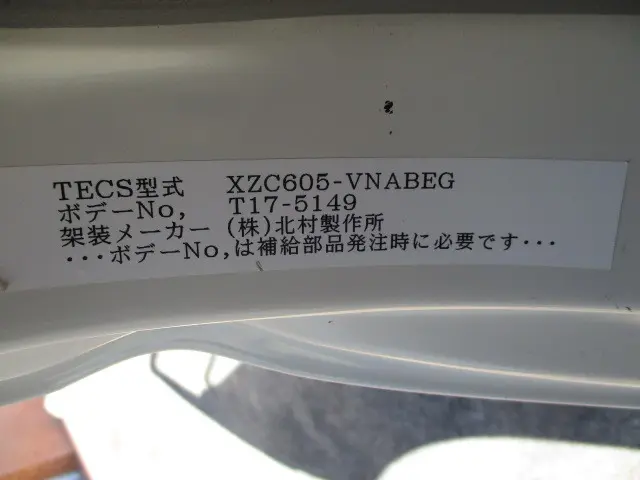 TECS型式 XZC605-VNABEG
ボデーNo, T17-5149
架装メーカー (株)北村製作所
･･･ボデーNo,は補給部品発注時に必要です･･･